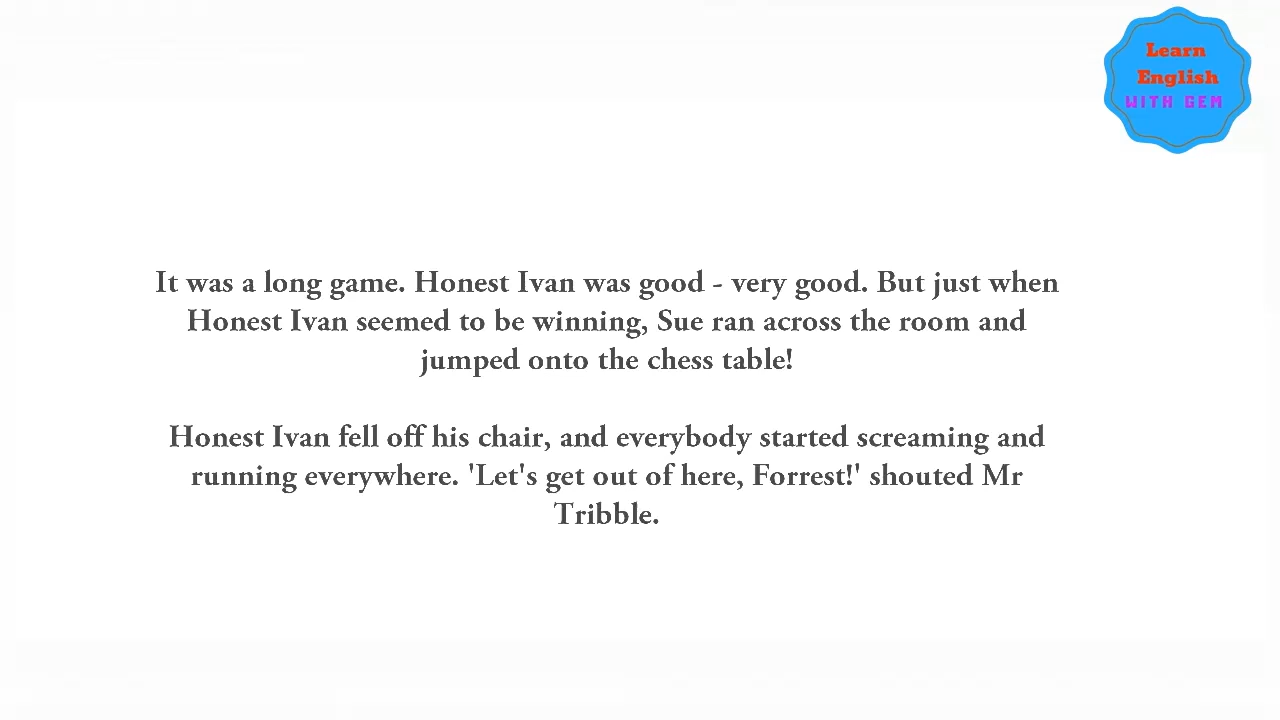 Learn
English
WITH GEM
It was a long game. Honest Ivan was good - very good. But just when
Honest Ivan seemed to be winning, Sue ran across the room and
jumped onto the chess table!
Honest Ivan fell off his chair, and everybody started screaming and
running everywhere. 'Let's get out of here, Forrest!' shouted Mr
Tribble.